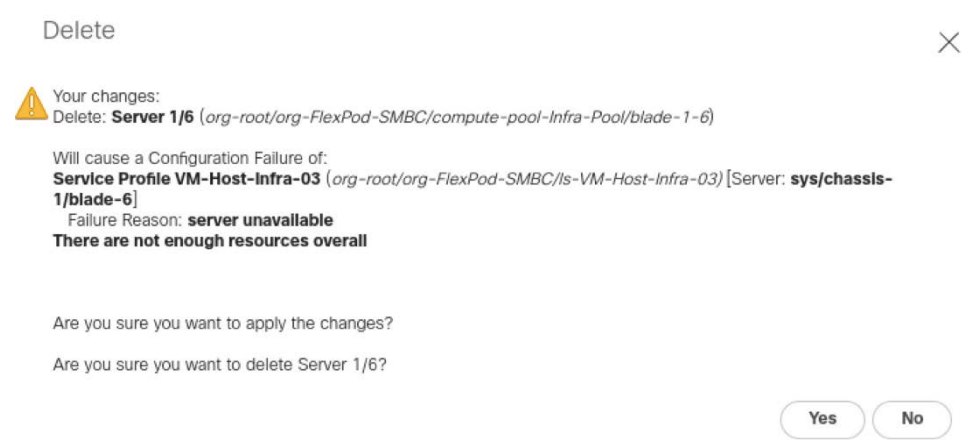 Delete
Your changes:
Delete: Server 1/6 (org-root/org-FlexPod-SMBC/compute-pool-Infra-Pool/blade-1-6)
Will cause a Configuration Failure of:
Service Profile VM-Host-Infra-03 (org-root/org-FlexPod-SMBC/ls-VM-Host-Infra-03) [Server: sys/chassis-
1/blade-6]
Failure Reason: server unavailable
There are not enough resources overall
Are you sure you want to apply the changes?
Are you sure you want to delete Server 1/6?
Yes No